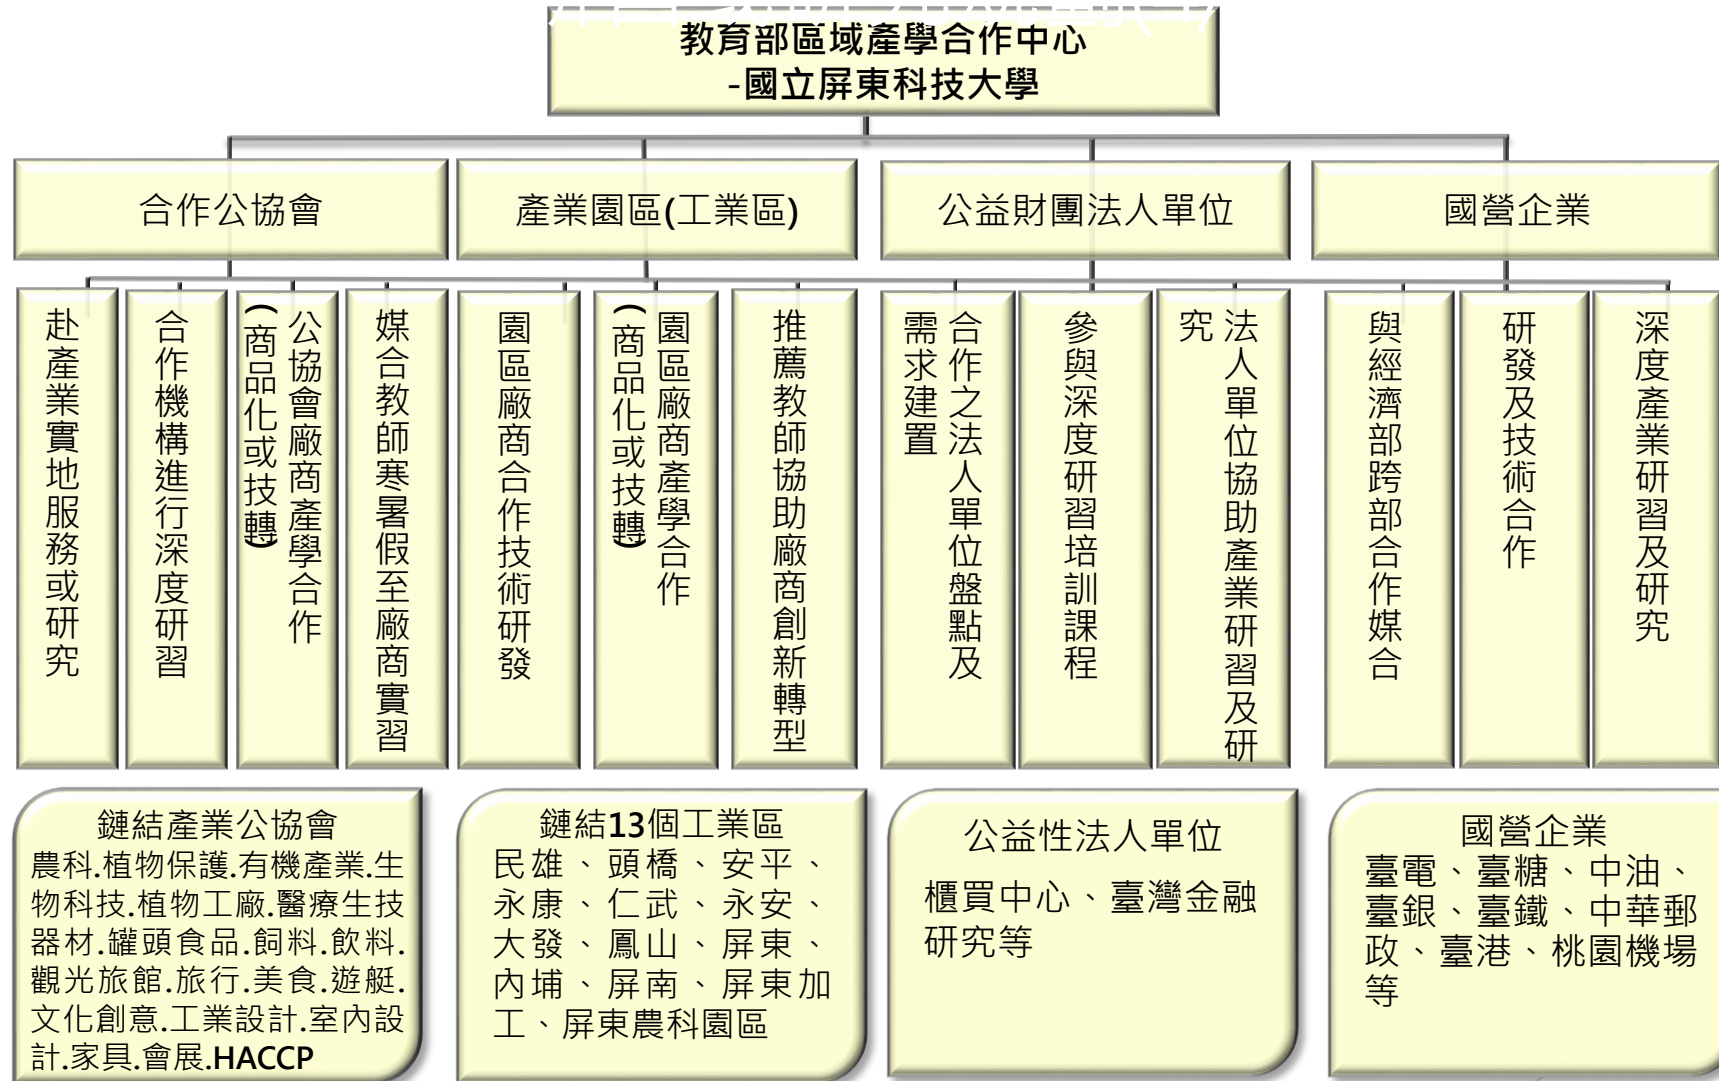 教育部區域產學合作中心
-國立屏東科技大學
合作公協會
產業園區(工業區)
公益財團法人單位
國營企業
赴產業實地服務或研究
合作機構進行深度研習
公協會廠商產學合作
(商品化或技轉)
媒合教師寒暑假至廠商實習
園區廠商合作技術研發
園區廠商產學合作
(商品化或技轉)
推薦教師協助廠商創新轉型
合作之法人單位盤點及
需求建置
參與深度研習培訓課程
法人單位協助產業研習及研
究
與經濟部跨部合作媒合
研發及技術合作
深度產業研習及研究
鏈結產業公協會
農科.植物保護.有機產業.生
物科技.植物工廠.醫療生技
器材.罐頭食品.飼料.飲料.
觀光旅館.旅行.美食.遊艇.
文化創意.工業設計.室內設
計.家具.會展.HACCP
鏈結13個工業區
民雄、頭橋、安平、
永康、仁武、永安、
大發、鳳山、屏東、
內埔、屏南、屏東加
工、屏東農科園區
公益性法人單位
櫃買中心、臺灣金融
研究等
國營企業
臺電、臺糖、中油、
臺銀、臺鐵、中華郵
政、臺港、桃園機場
等